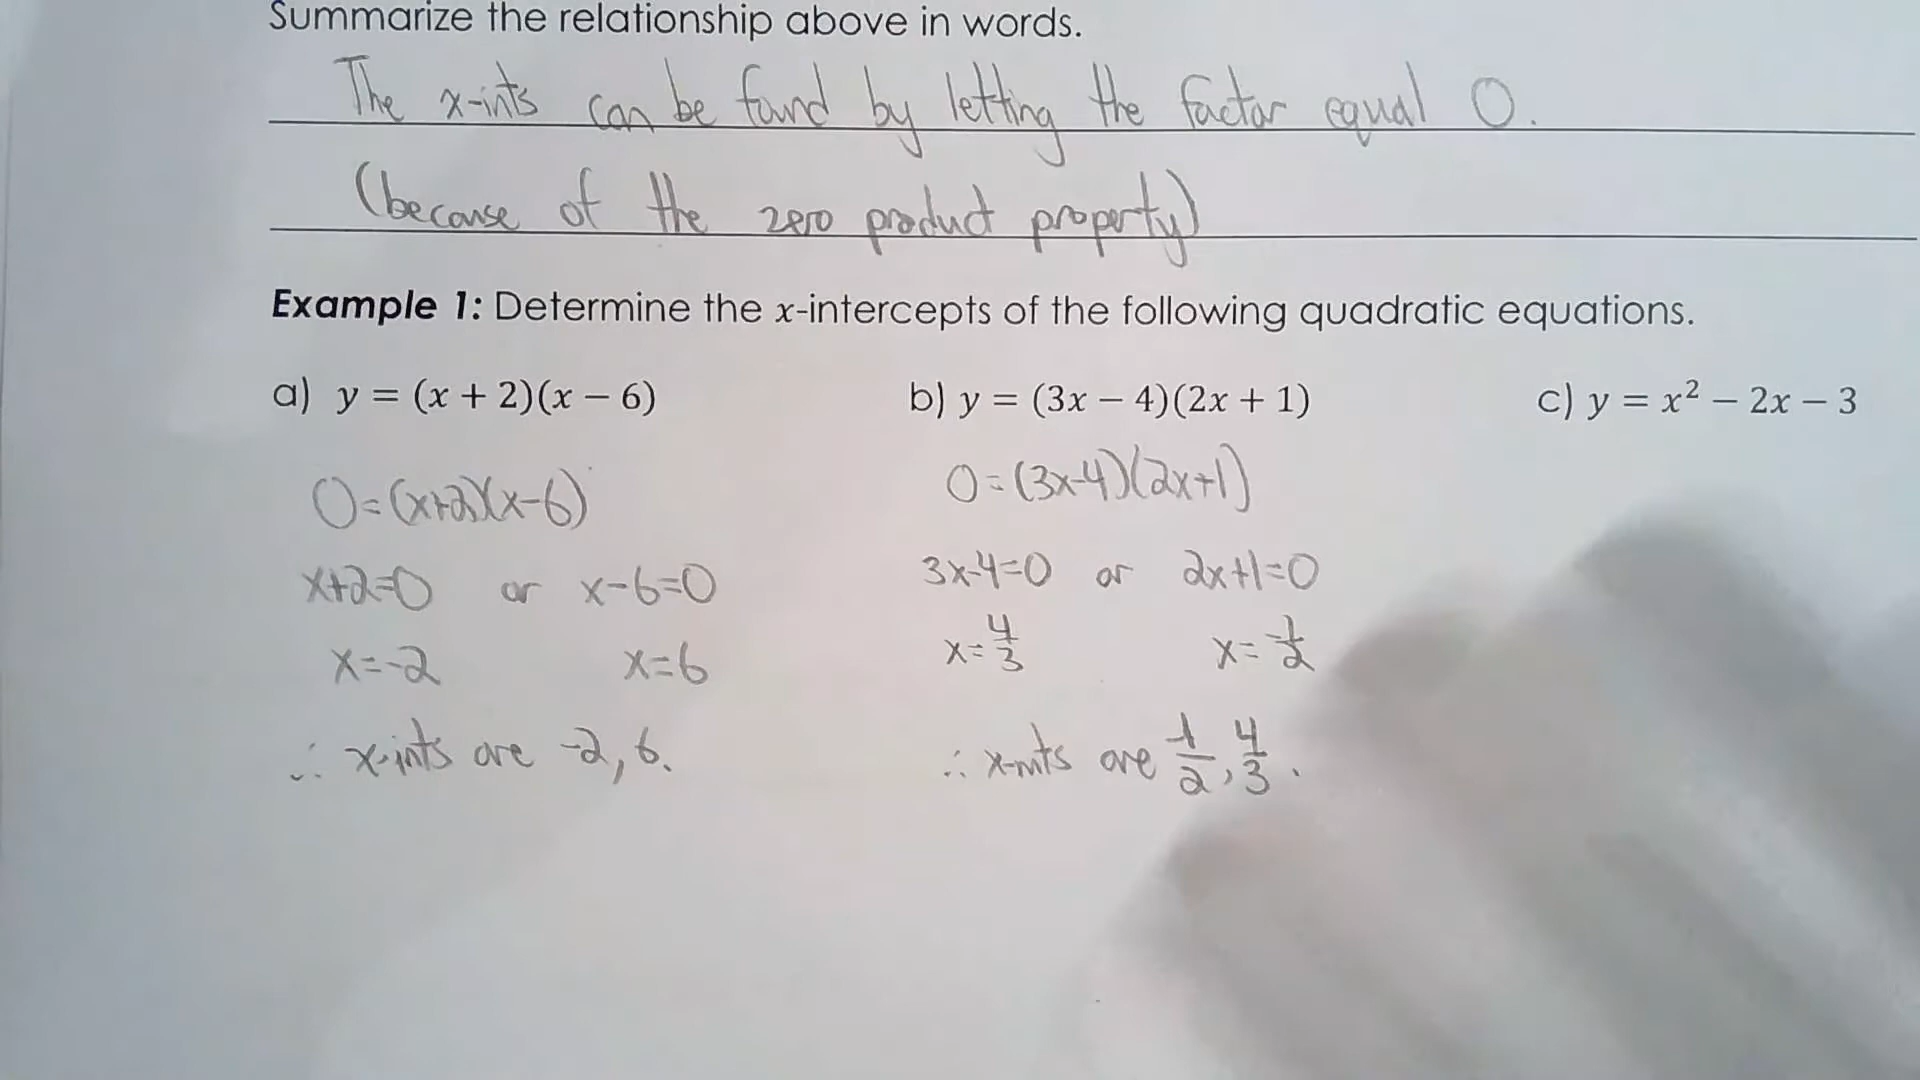 Summarize the relationship above in words.
The x-ints can be found by letting the factor equal 0.
(because of the zero product property)
Example 1: Determine the x-intercepts of the following quadratic equations.
a) y = (x + 2)(x − 6)
b) y = (3x − 4)(2x + 1)
c) y = x² − 2x − 3
0=(x+2)(x-6)
x+2=0 or x-6=0
x=-2 x=6
∴ x-ints are -2, 6.
0=(3x-4)(2x+1)
3x-4=0 or 2x+1=0
x=4/3 x=-1/2
∴ x-ints are -1/2, 4/3.